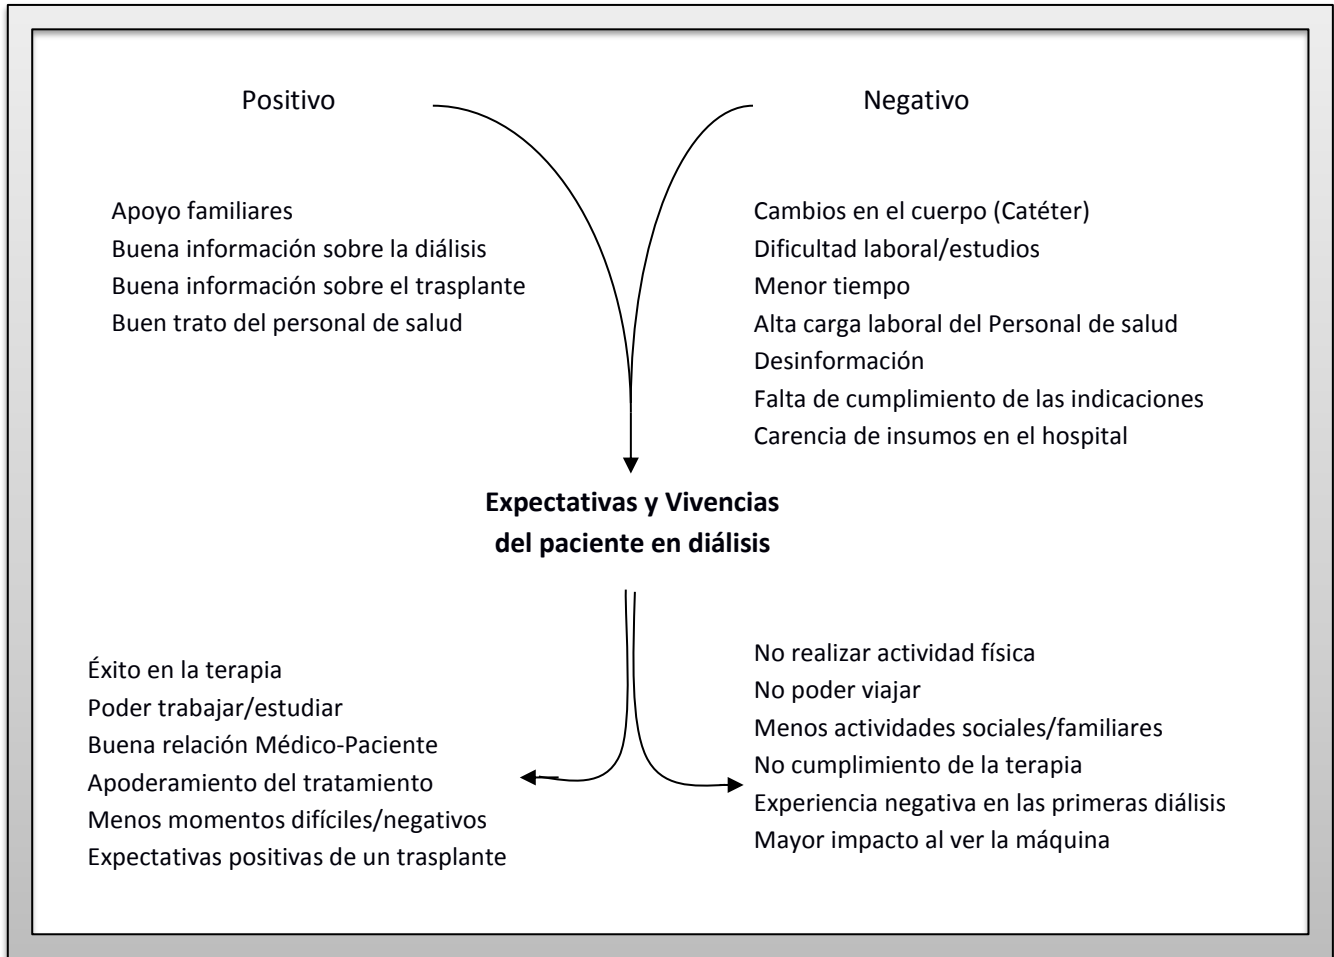 Positivo
Negativo
Apoyo familiares
Buena información sobre la diálisis
Buena información sobre el trasplante
Buen trato del personal de salud
Cambios en el cuerpo (Catéter)
Dificultad laboral/estudios
Menor tiempo
Alta carga laboral del Personal de salud
Desinformación
Falta de cumplimiento de las indicaciones
Carencia de insumos en el hospital
Expectativas y Vivencias
del paciente en diálisis
Éxito en la terapia
Poder trabajar/estudiar
Buena relación Médico-Paciente
Apoderamiento del tratamiento
Menos momentos difíciles/negativos
Expectativas positivas de un trasplante
No realizar actividad física
No poder viajar
Menos actividades sociales/familiares
No cumplimiento de la terapia
Experiencia negativa en las primeras diálisis
Mayor impacto al ver la máquina